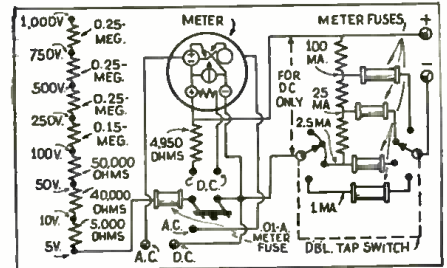 1,000V.
0.25-
MEG.
750V.
0.25-
MEG.
500V.
0.25-
MEG.
250V.
0.15-
MEG.
100V.
50,000
OHMS
50V.
40,000
OHMS
10V.
5,000
OHMS
5V.
METER
4,950
OHMS
D.C.
A.C.
.01-A.
METER
FUSE
A.C.
D.C.
METER FUSES
+
−
FOR
DC
ONLY
100
MA.
25
MA
2.5MA
1MA
DBL. TAP SWITCH